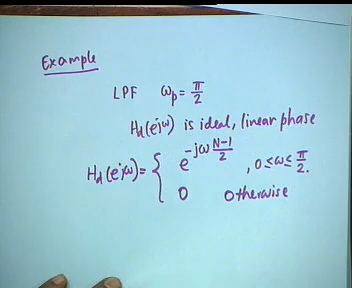 Example
LPF ωp = π/2
Hd(e^jω) is ideal, linear phase
Hd(e^jω) = { e^(-jω (N-1)/2) , 0 ≤ ω ≤ π/2.
0 otherwise